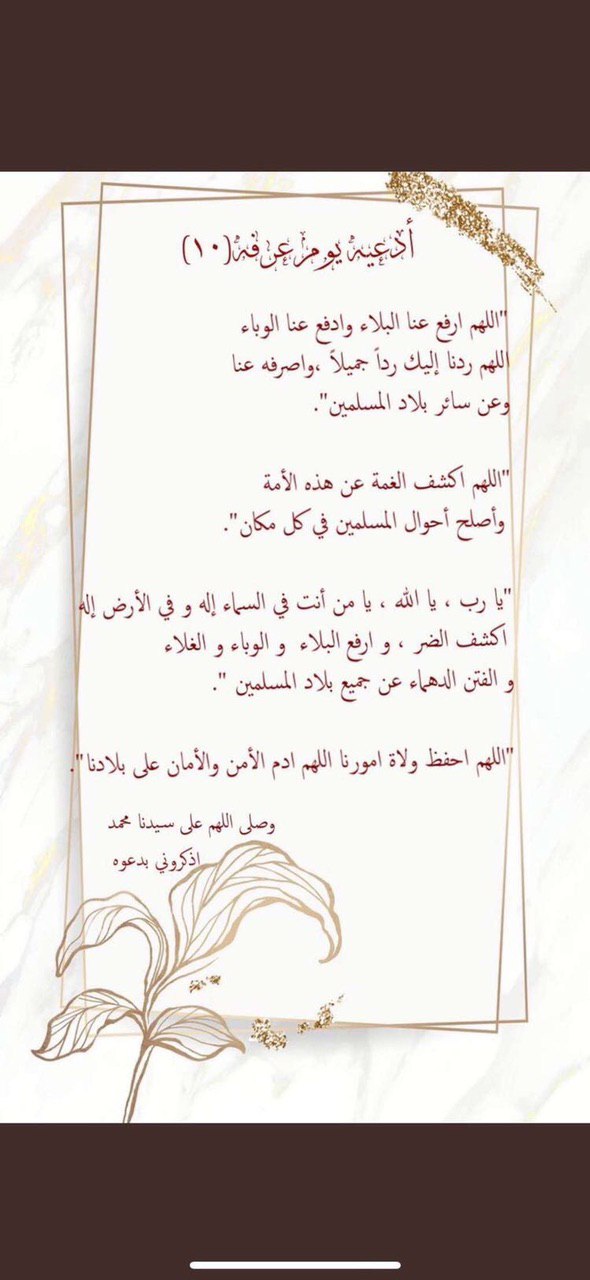 أدعيه يوم عرفه (١٠)
"اللهم ارفع عنا البلاء وادفع عنا الوباء
اللهم ردنا إليك رداً جميلاً ،واصرفه عنا
وعن سائر بلاد المسلمين".
"اللهم اكشف الغمة عن هذه الأمة
وأصلح أحوال المسلمين في كل مكان".
"يا رب ، يا الله ، يا من أنت في السماء إله و في الأرض إله
اكشف الضر ، و ارفع البلاء و الوباء و الغلاء
و الفتن الدهماء عن جميع بلاد المسلمين ".
"اللهم احفظ ولاة امورنا اللهم ادم الأمن والأمان على بلادنا".
وصلى اللهم على سيدنا محمد
اذكروني بدعوه